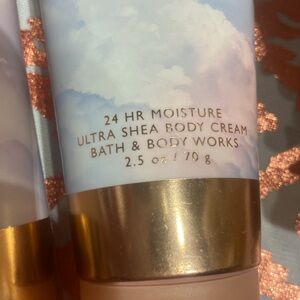 24 HR MOISTURE
ULTRA SHEA BODY CREAM
BATH & BODY WORKS
2.5 oz / 70 g